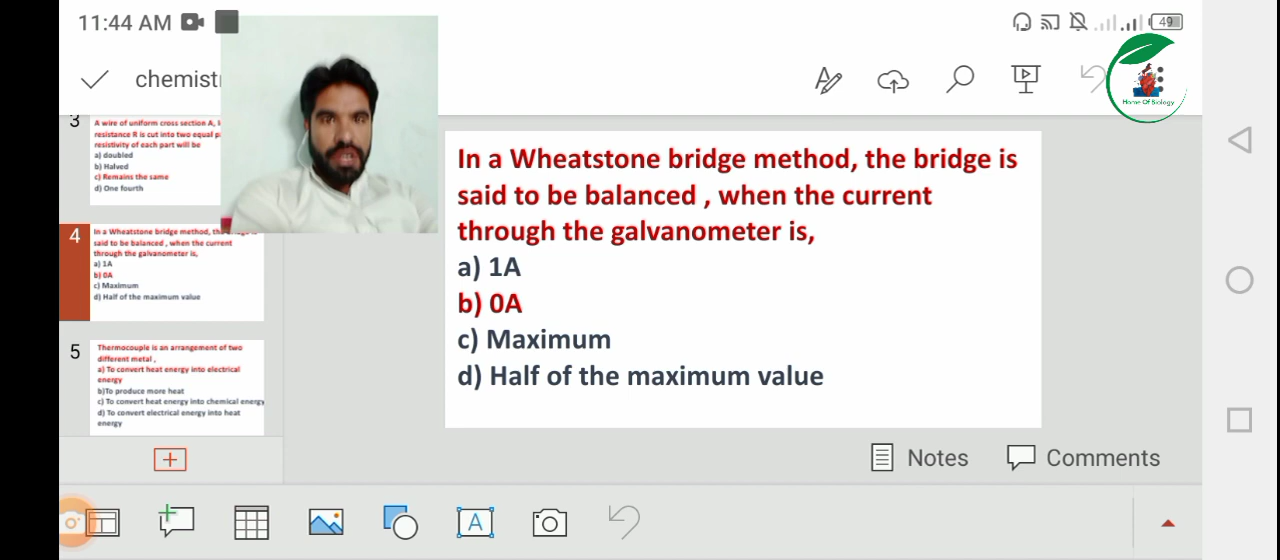 11:44 AM
49
chemist
Home Of Biology
3
A wire of uniform cross section A, l
resistance R is cut into two equal p
resistivity of each part will be
a) doubled
b) Halved
c) Remains the same
d) One fourth
4
In a Wheatstone bridge method, the
said to be balanced , when the current
through the galvanometer is,
a) 1A
b) 0A
c) Maximum
d) Half of the maximum value
5
Thermocouple is an arrangement of two
different metal ,
a) To convert heat energy into electrical
energy
b)To produce more heat
c) To convert heat energy into chemical energy
d) To convert electrical energy into heat
energy
In a Wheatstone bridge method, the bridge is
said to be balanced , when the current
through the galvanometer is,
a) 1A
b) 0A
c) Maximum
d) Half of the maximum value
Notes
Comments
A